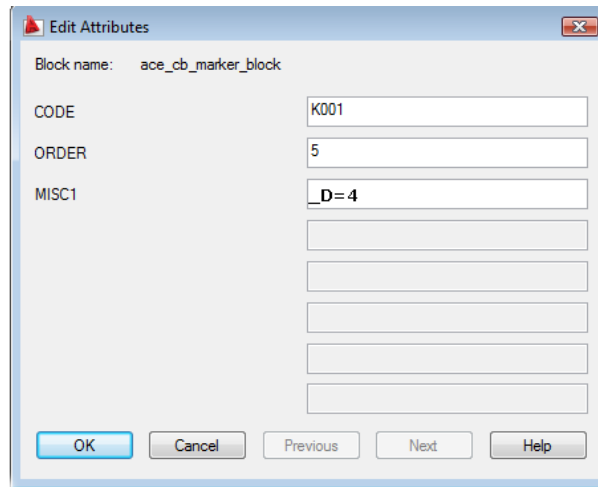 Edit Attributes
Block name: ace_cb_marker_block
CODE K001
ORDER 5
MISC1 _D=4
OK Cancel Previous Next Help